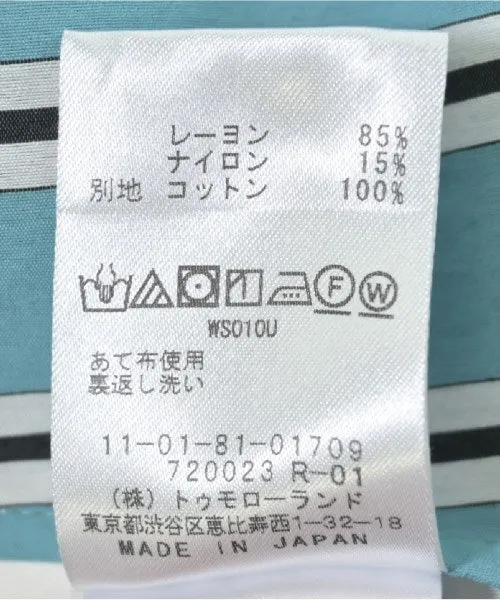 レーヨン 85%
ナイロン 15%
別地 コットン 100%
F W
WS010U
あて布使用
裏返し洗い
11-01-81-01709
720023 R-01
(株)トゥモローランド
東京都渋谷区恵比寿西1-32-18
MADE IN JAPAN